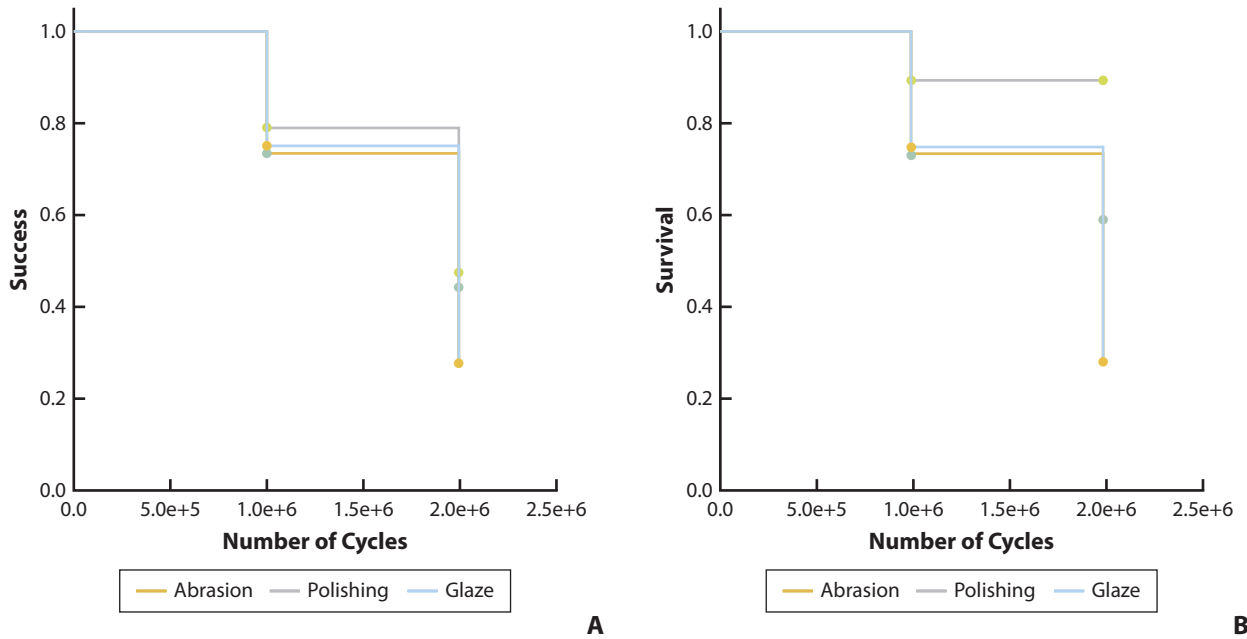 1.0
0.8
0.6
0.4
0.2
0.0
Success
0.0 5.0e+5 1.0e+6 1.5e+6 2.0e+6 2.5e+6
Number of Cycles
Abrasion Polishing Glaze
A
1.0
0.8
0.6
0.4
0.2
0.0
Survival
0.0 5.0e+5 1.0e+6 1.5e+6 2.0e+6 2.5e+6
Number of Cycles
Abrasion Polishing Glaze
B